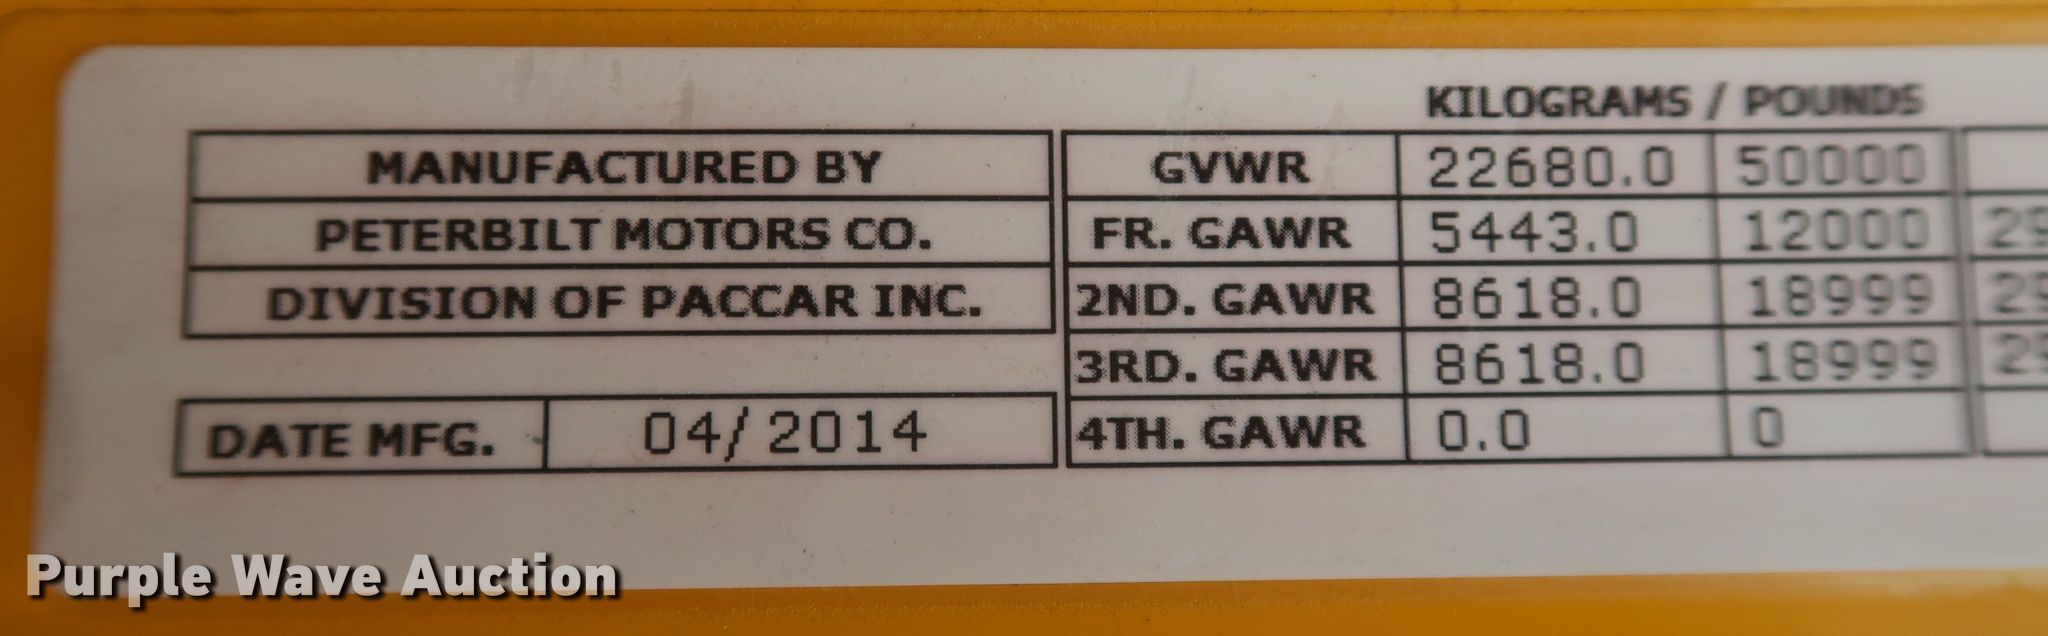 KILOGRAMS / POUNDS
MANUFACTURED BY GVWR 22680.0 50000
PETERBILT MOTORS CO. FR. GAWR 5443.0 12000
DIVISION OF PACCAR INC. 2ND. GAWR 8618.0 18999
3RD. GAWR 8618.0 18999
DATE MFG. 04/2014 4TH. GAWR 0.0 0
Purple Wave Auction